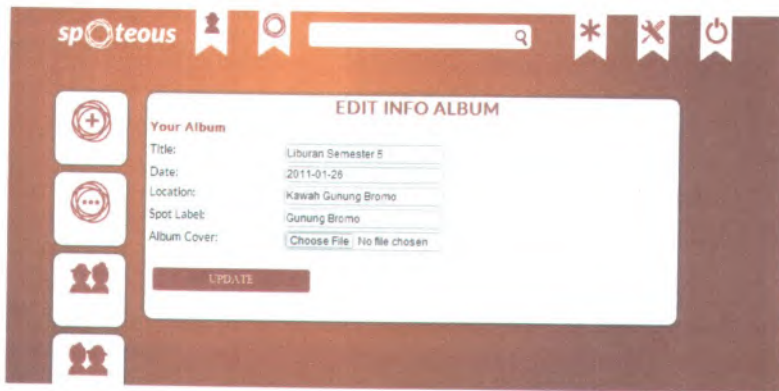 spoteous
EDIT INFO ALBUM
Your Album
Title: Liburan Semester 5
Date: 2011-01-26
Location: Kawah Gunung Bromo
Spot Label: Gunung Bromo
Album Cover: Choose File No file chosen
UPDATE